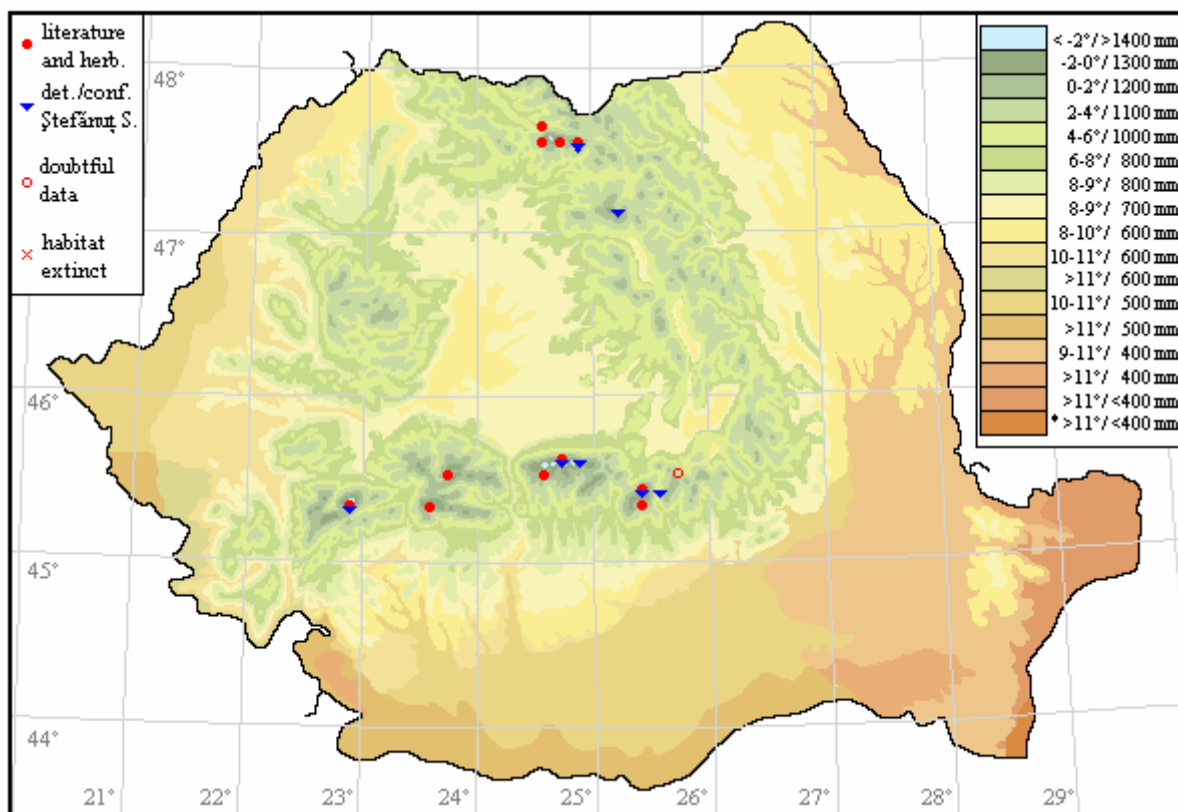 literature
and herb.
det./conf.
Ştefănuţ S.
doubtful
data
habitat
extinct
< -2°/>1400 mm
-2-0°/ 1300 mm
0-2°/ 1200 mm
2-4°/ 1100 mm
4-6°/ 1000 mm
6-8°/ 800 mm
8-9°/ 800 mm
8-9°/ 700 mm
8-10°/ 600 mm
10-11°/ 600 mm
>11°/ 600 mm
10-11°/ 500 mm
>11°/ 500 mm
9-11°/ 400 mm
>11°/ 400 mm
>11°/<400 mm
* >11°/<400 mm
48°
47°
46°
45°
44°
21° 22° 23° 24° 25° 26° 27° 28° 29°